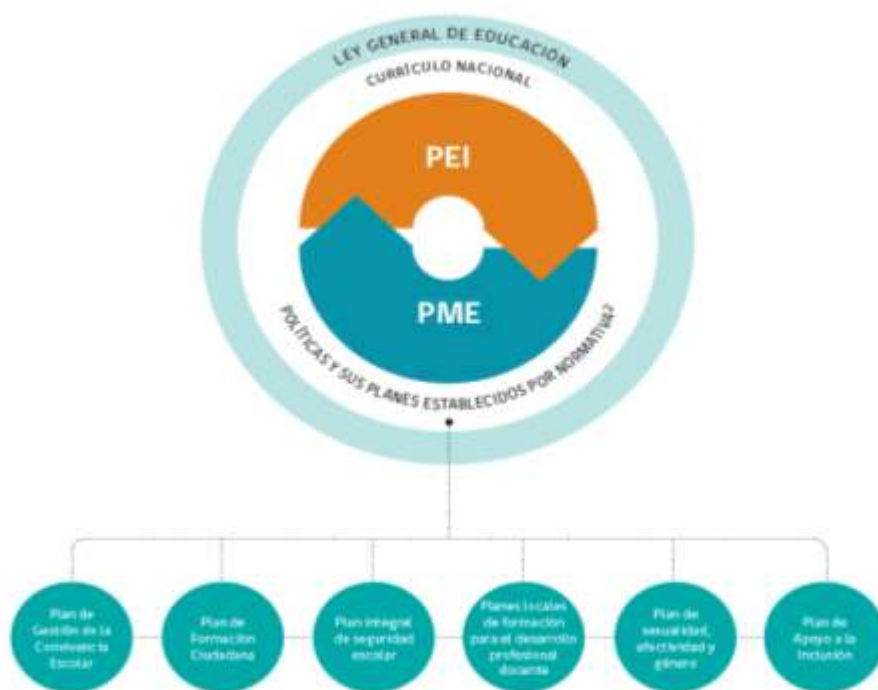 LEY GENERAL DE EDUCACIÓN
CURRÍCULO NACIONAL
PEI
PME
POLÍTICAS Y SUS PLANES ESTABLECIDOS POR NORMATIVA²
Plan de
Gestión de la
Convivencia
Escolar
Plan de
Formación
Ciudadana
Plan integral
de seguridad
escolar
Planes locales
de formación
para el desarrollo
profesional
docente
Plan de
sexualidad,
afectividad y
género
Plan de
Apoyo a la
Inclusión